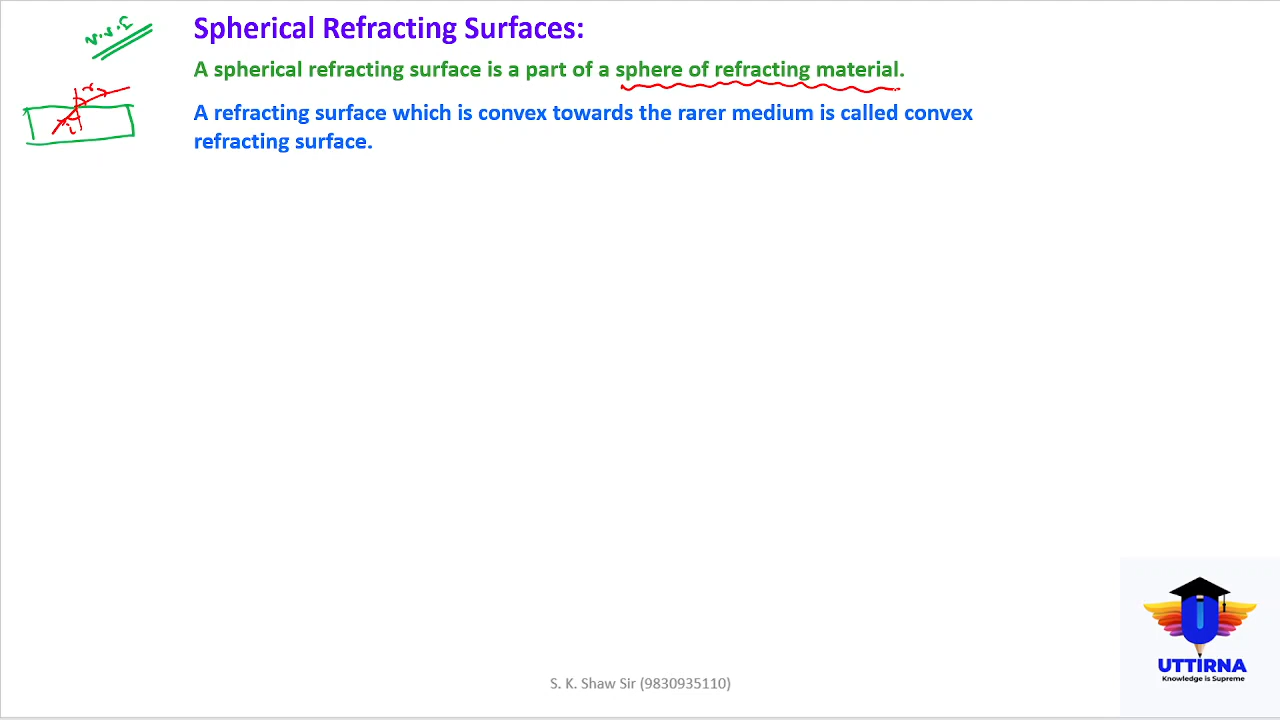 v.v.I
Spherical Refracting Surfaces:
A spherical refracting surface is a part of a sphere of refracting material.
r
i
A refracting surface which is convex towards the rarer medium is called convex
refracting surface.
U
UTTIRNA
Knowledge is Supreme
S. K. Shaw Sir (9830935110)